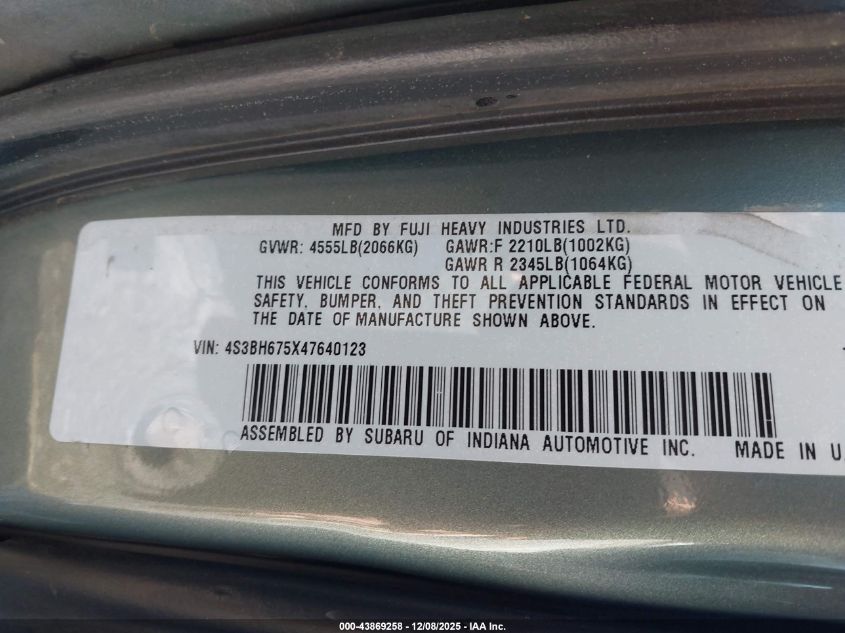 MFD BY FUJI HEAVY INDUSTRIES LTD.
GVWR: 4555LB(2066KG) GAWR:F 2210LB(1002KG)
GAWR R 2345LB(1064KG)
THIS VEHICLE CONFORMS TO ALL APPLICABLE FEDERAL MOTOR VEHICLE
SAFETY, BUMPER, AND THEFT PREVENTION STANDARDS IN EFFECT ON
THE DATE OF MANUFACTURE SHOWN ABOVE.
VIN: 4S3BH675X47640123
ASSEMBLED BY SUBARU OF INDIANA AUTOMOTIVE INC. MADE IN U
000-43869258 - 12/08/2025 - IAA Inc.